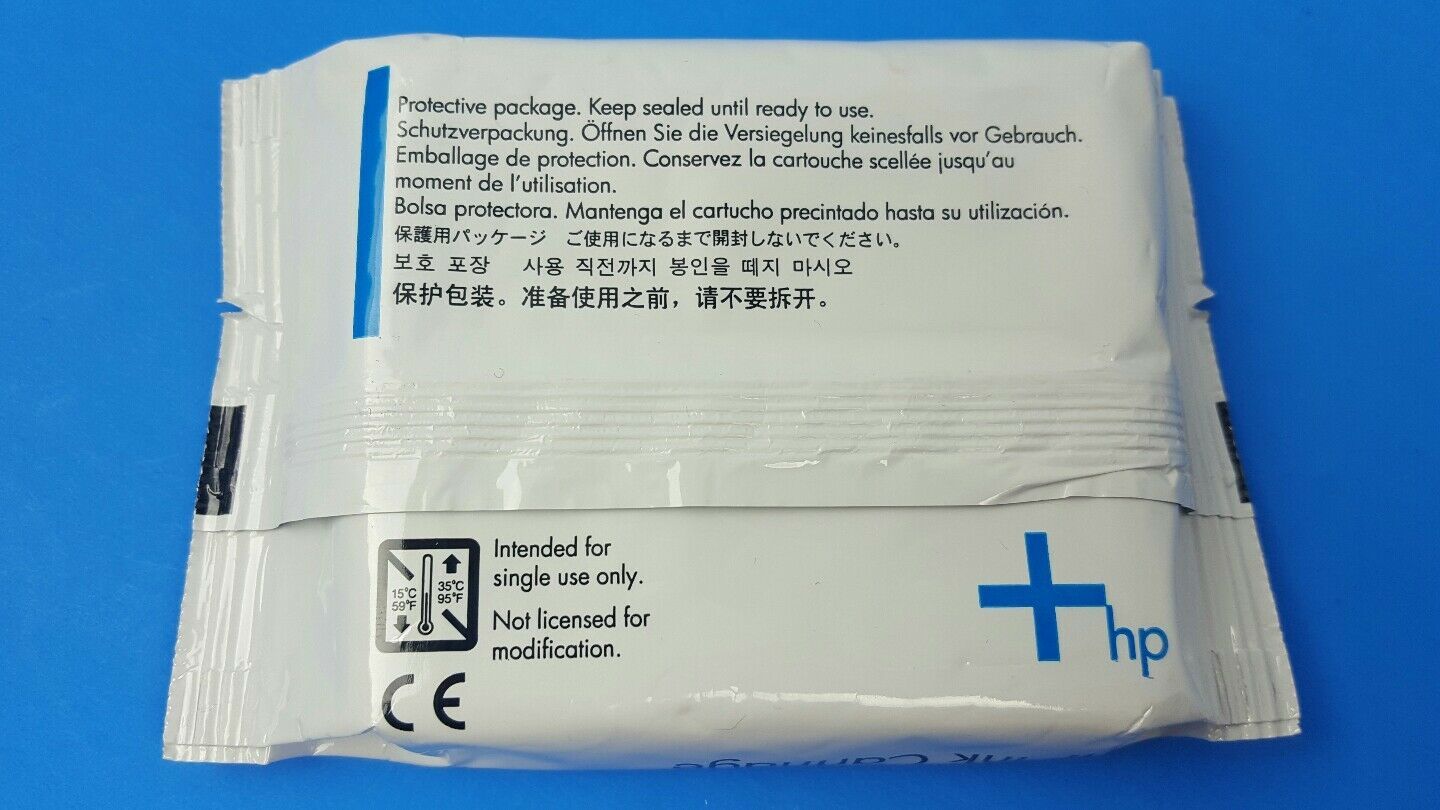 Protective package. Keep sealed until ready to use.
Schutzverpackung. Öffnen Sie die Versiegelung keinesfalls vor Gebrauch.
Emballage de protection. Conservez la cartouche scellée jusqu'au
moment de l'utilisation.
Bolsa protectora. Mantenga el cartucho precintado hasta su utilización.
保護用パッケージ　ご使用になるまで開封しないでください。
보호 포장　사용 직전까지 봉인을 떼지 마시오
保护包装。准备使用之前，请不要拆开。
15°C
59°F
35°C
95°F
Intended for
single use only.
Not licensed for
modification.
CE
hp